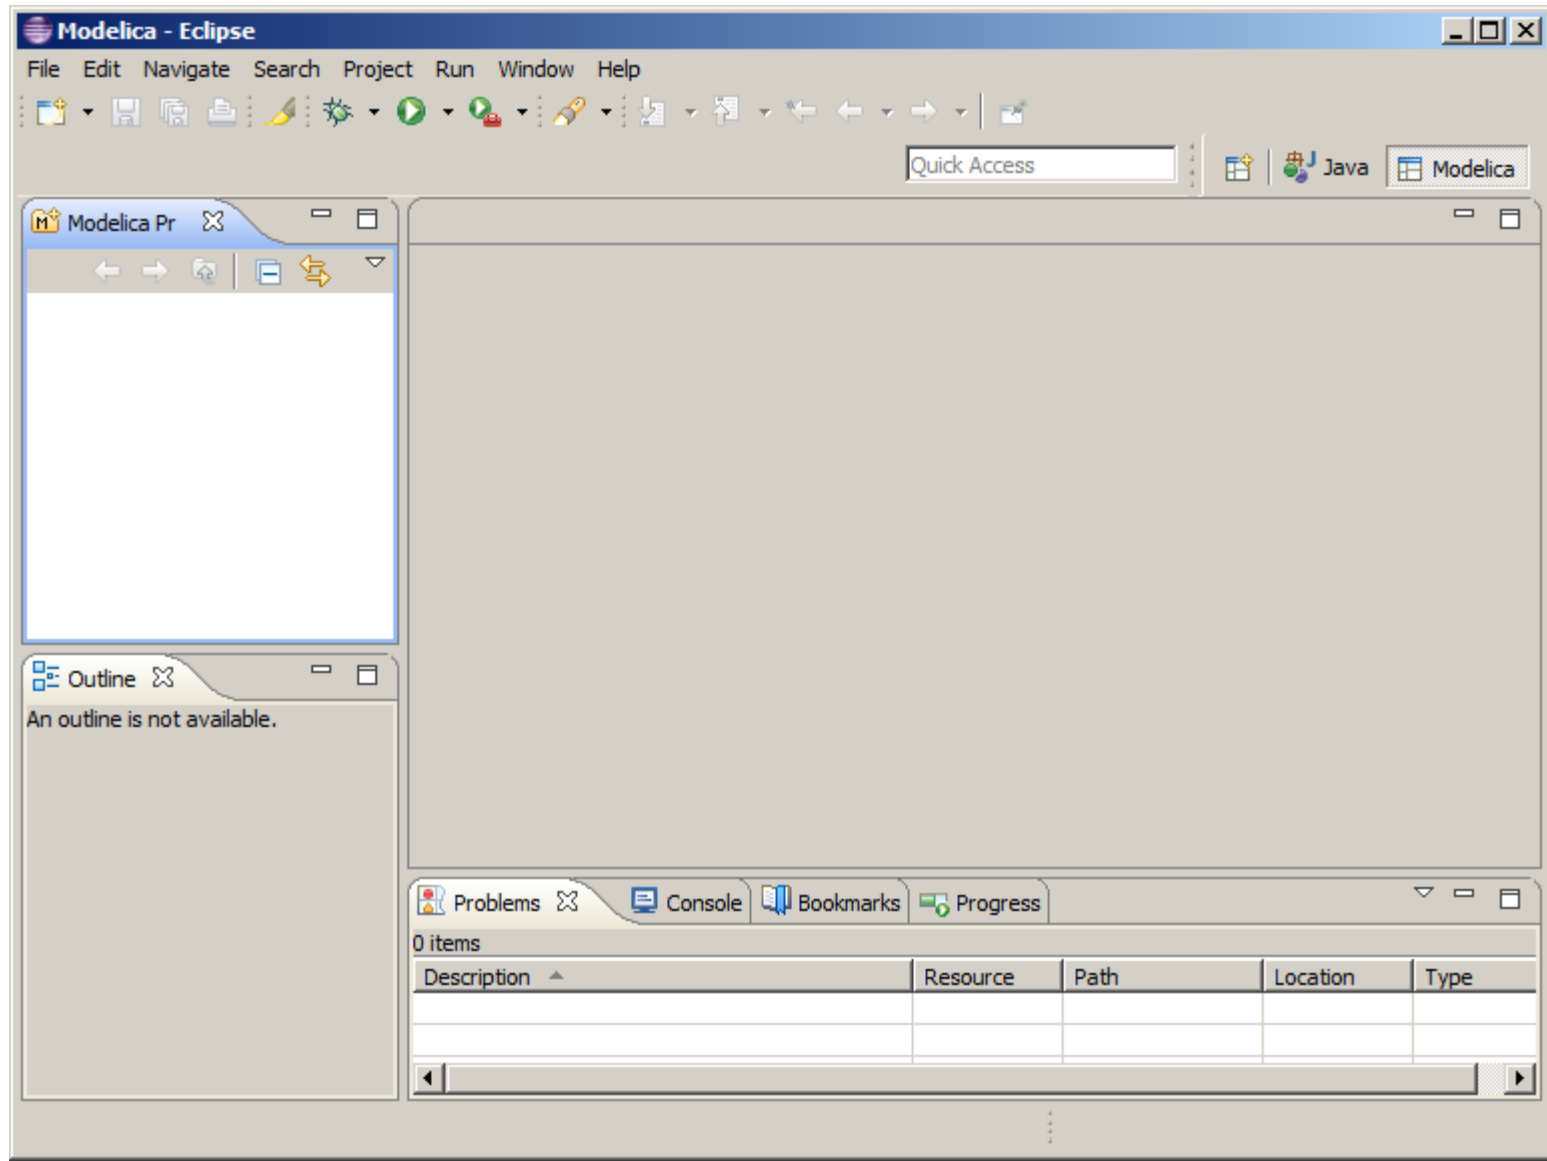 Modelica - Eclipse
File Edit Navigate Search Project Run Window Help
Quick Access
Java
Modelica
Modelica Pr
Outline
An outline is not available.
Problems Console Bookmarks Progress
0 items
Description Resource Path Location Type